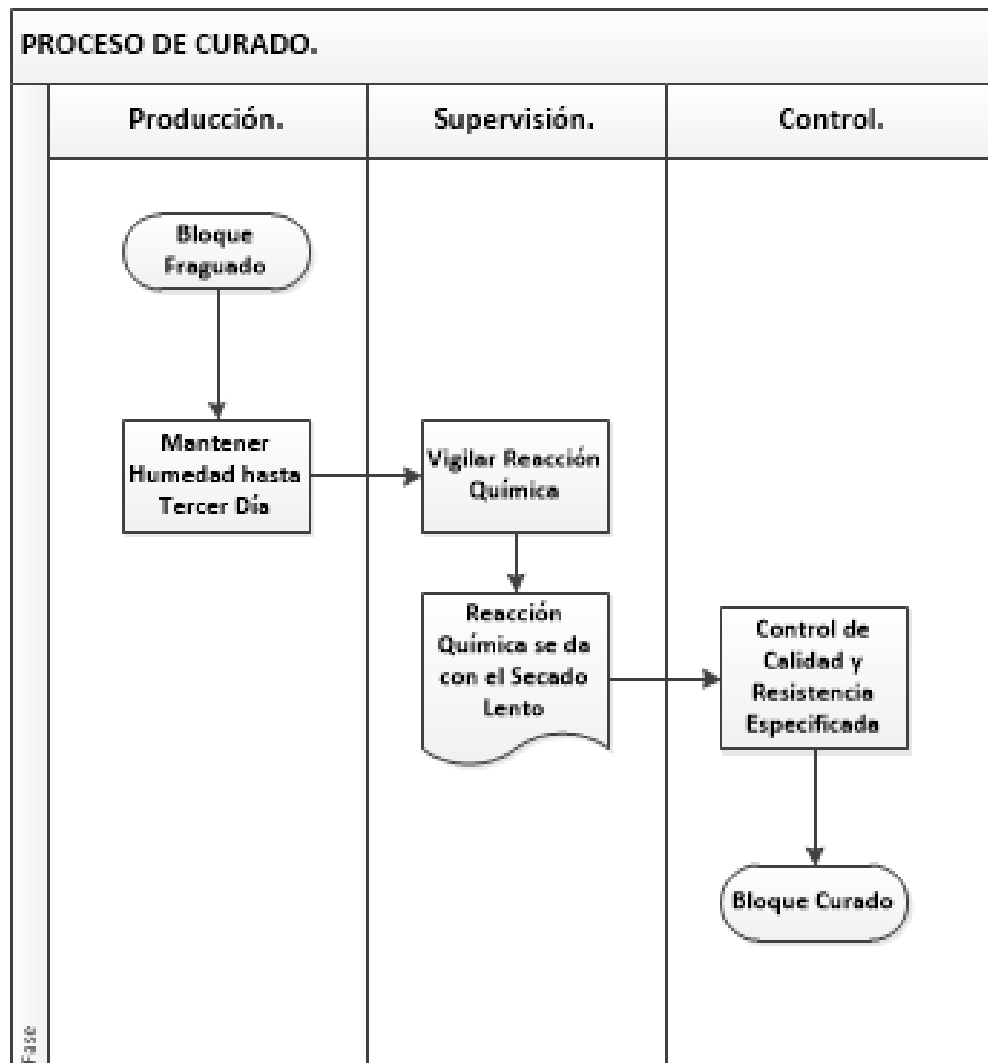 PROCESO DE CURADO.
Producción.
Supervisión.
Control.
Bloque
Fraguado
Mantener
Humedad hasta
Tercer Día
Vigilar Reacción
Química
Reacción
Química se da
con el Secado
Lento
Control de
Calidad y
Resistencia
Especificada
Bloque Curado
Fase